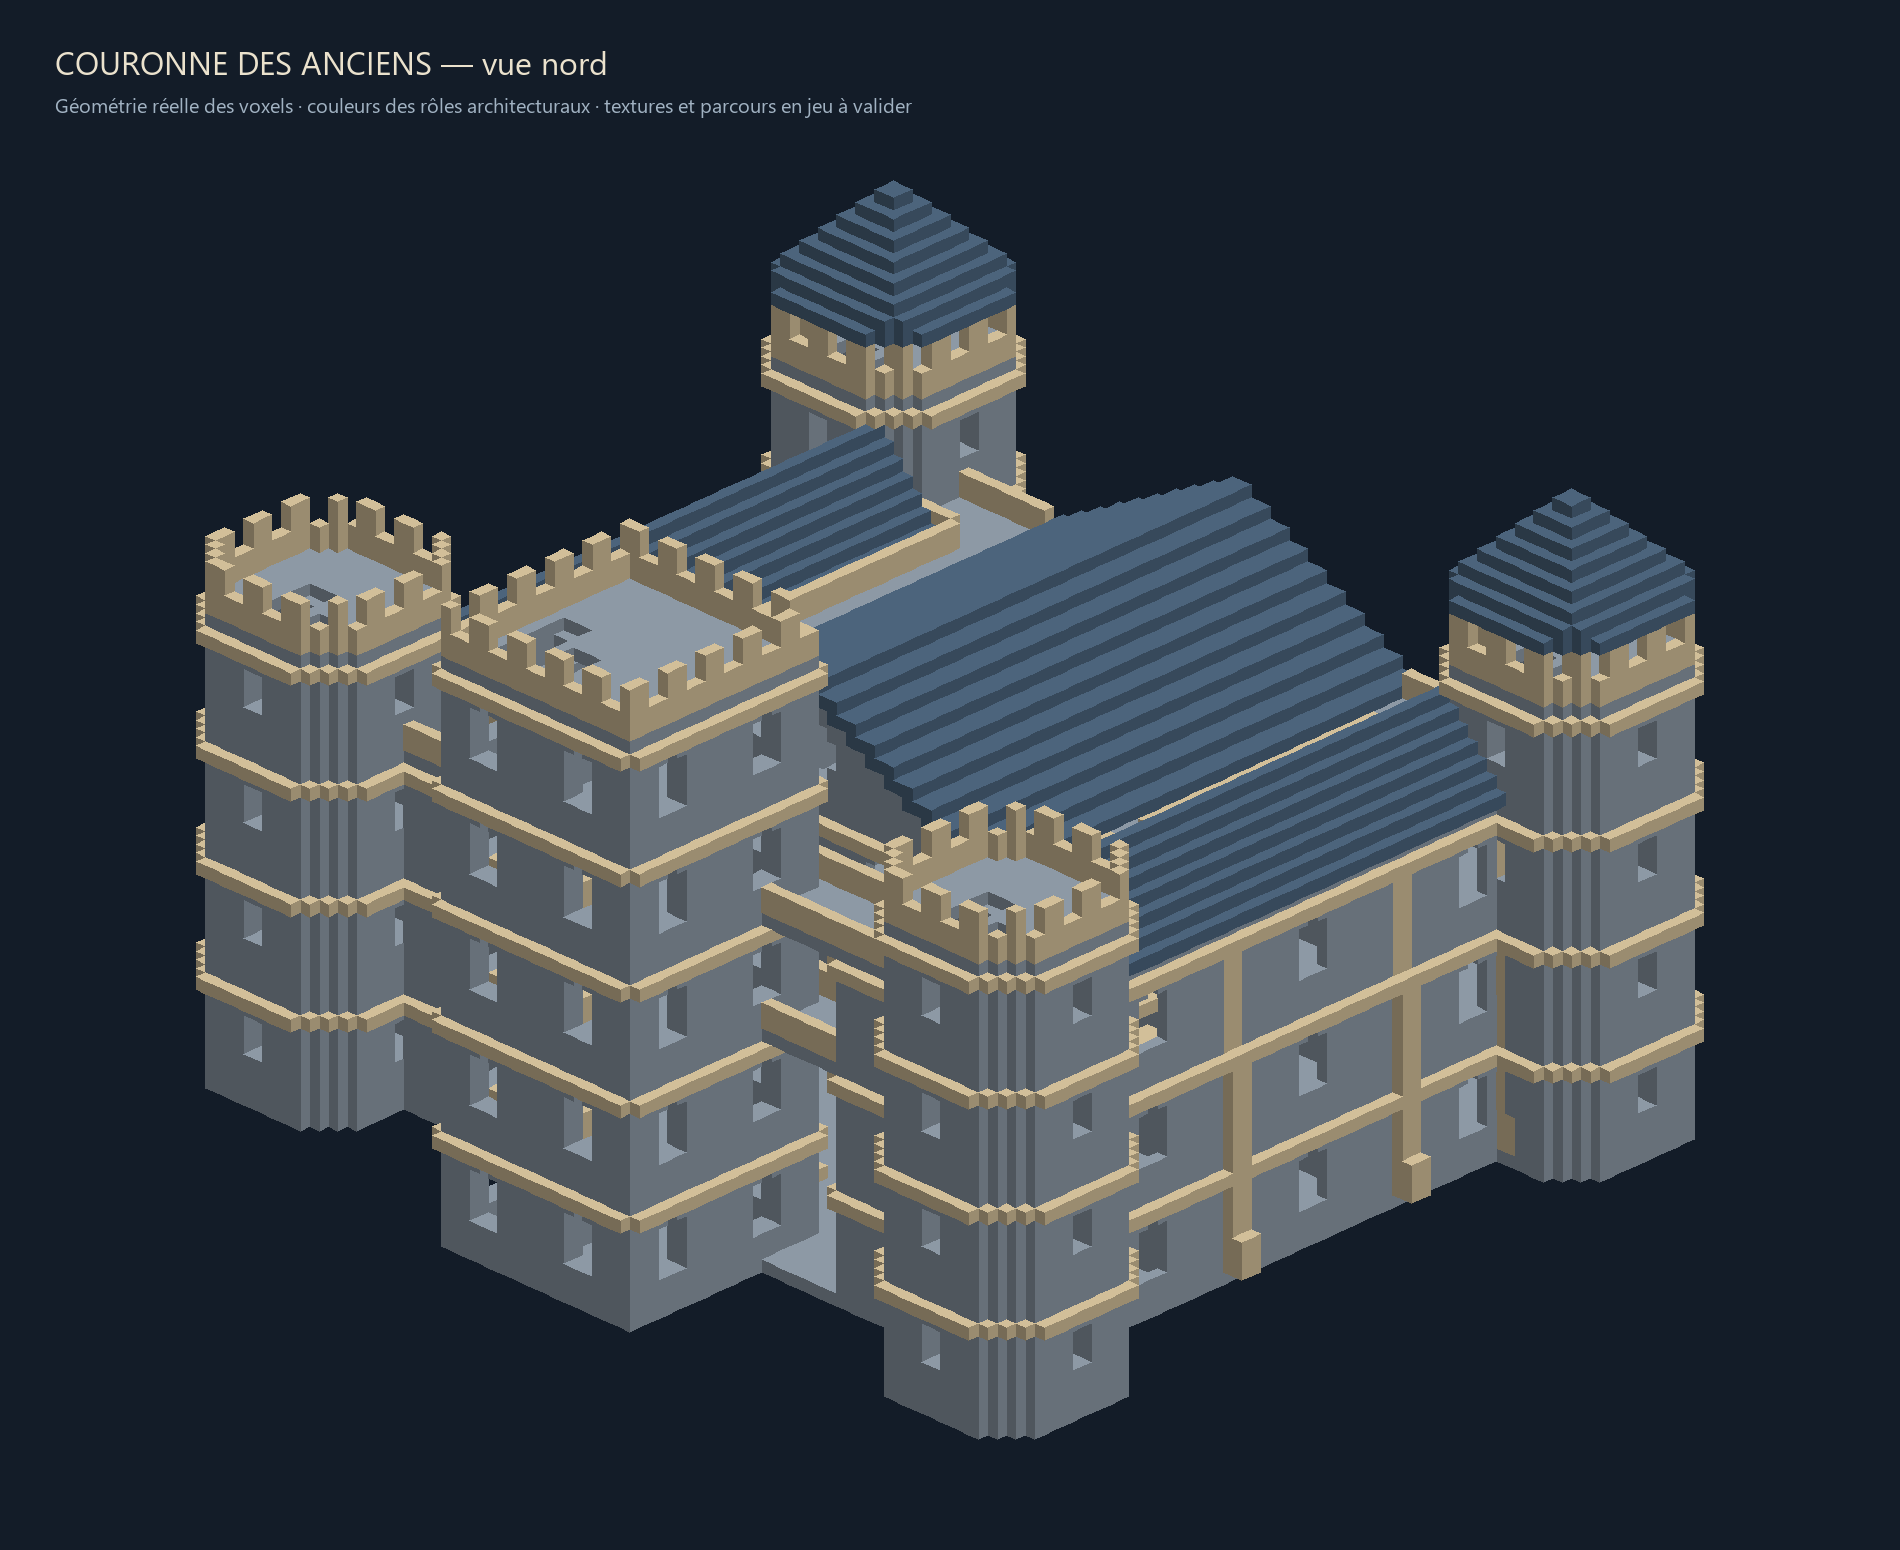 COURONNE DES ANCIENS — vue nord
Géométrie réelle des voxels · couleurs des rôles architecturaux · textures et parcours en jeu à valider